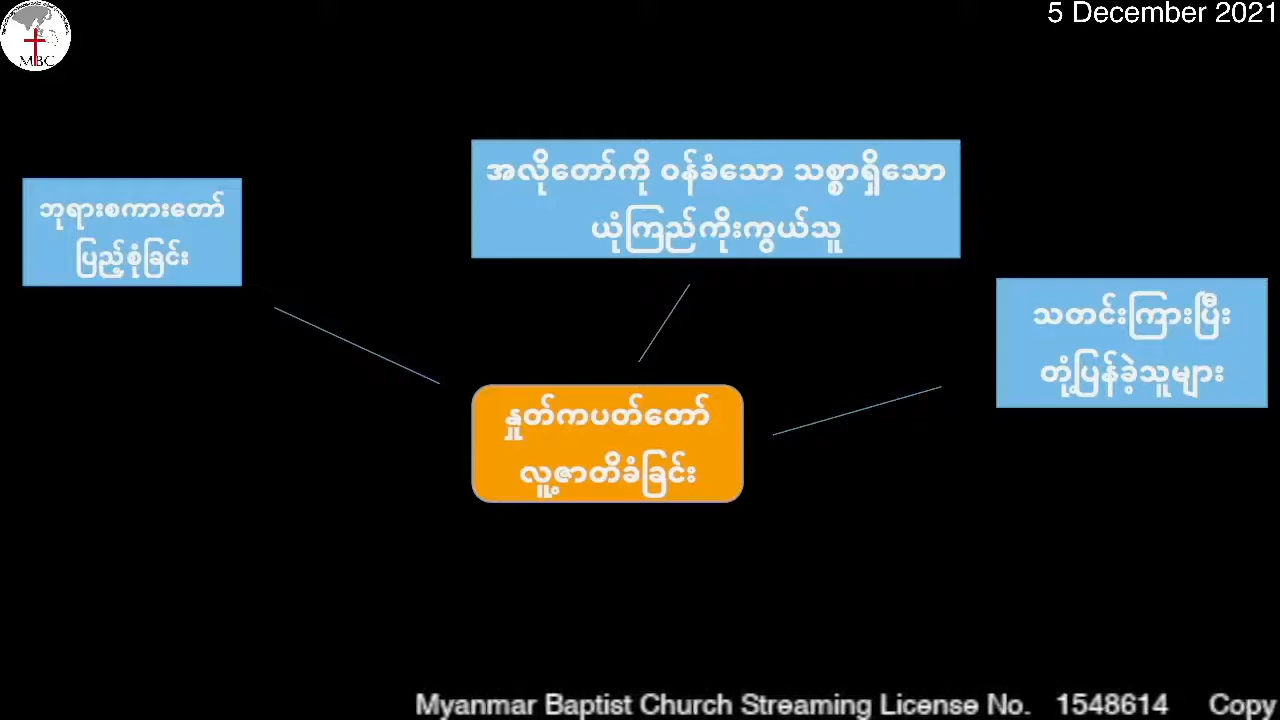 MBC
5 December 2021
ဘုရားစကားတော်
ပြည့်စုံခြင်း
အလိုတော်ကို ဝန်ခံသော သစ္စာရှိသော
ယုံကြည်ကိုးကွယ်သူ
သတင်းကြားပြီး
တုံ့ပြန်ခဲ့သူများ
နှုတ်ကပတ်တော်
လူ့ဇာတိခံခြင်း
Myanmar Baptist Church Streaming License No. 1548614 Copy